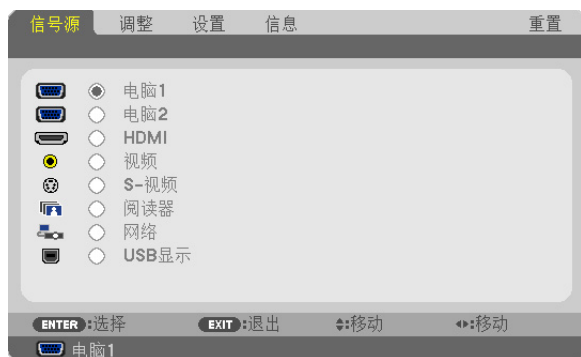 信号源 调整 设置 信息 重置
电脑1
电脑2
HDMI
视频
S-视频
阅读器
网络
USB显示
ENTER:选择 EXIT:退出 :移动 :移动
电脑1